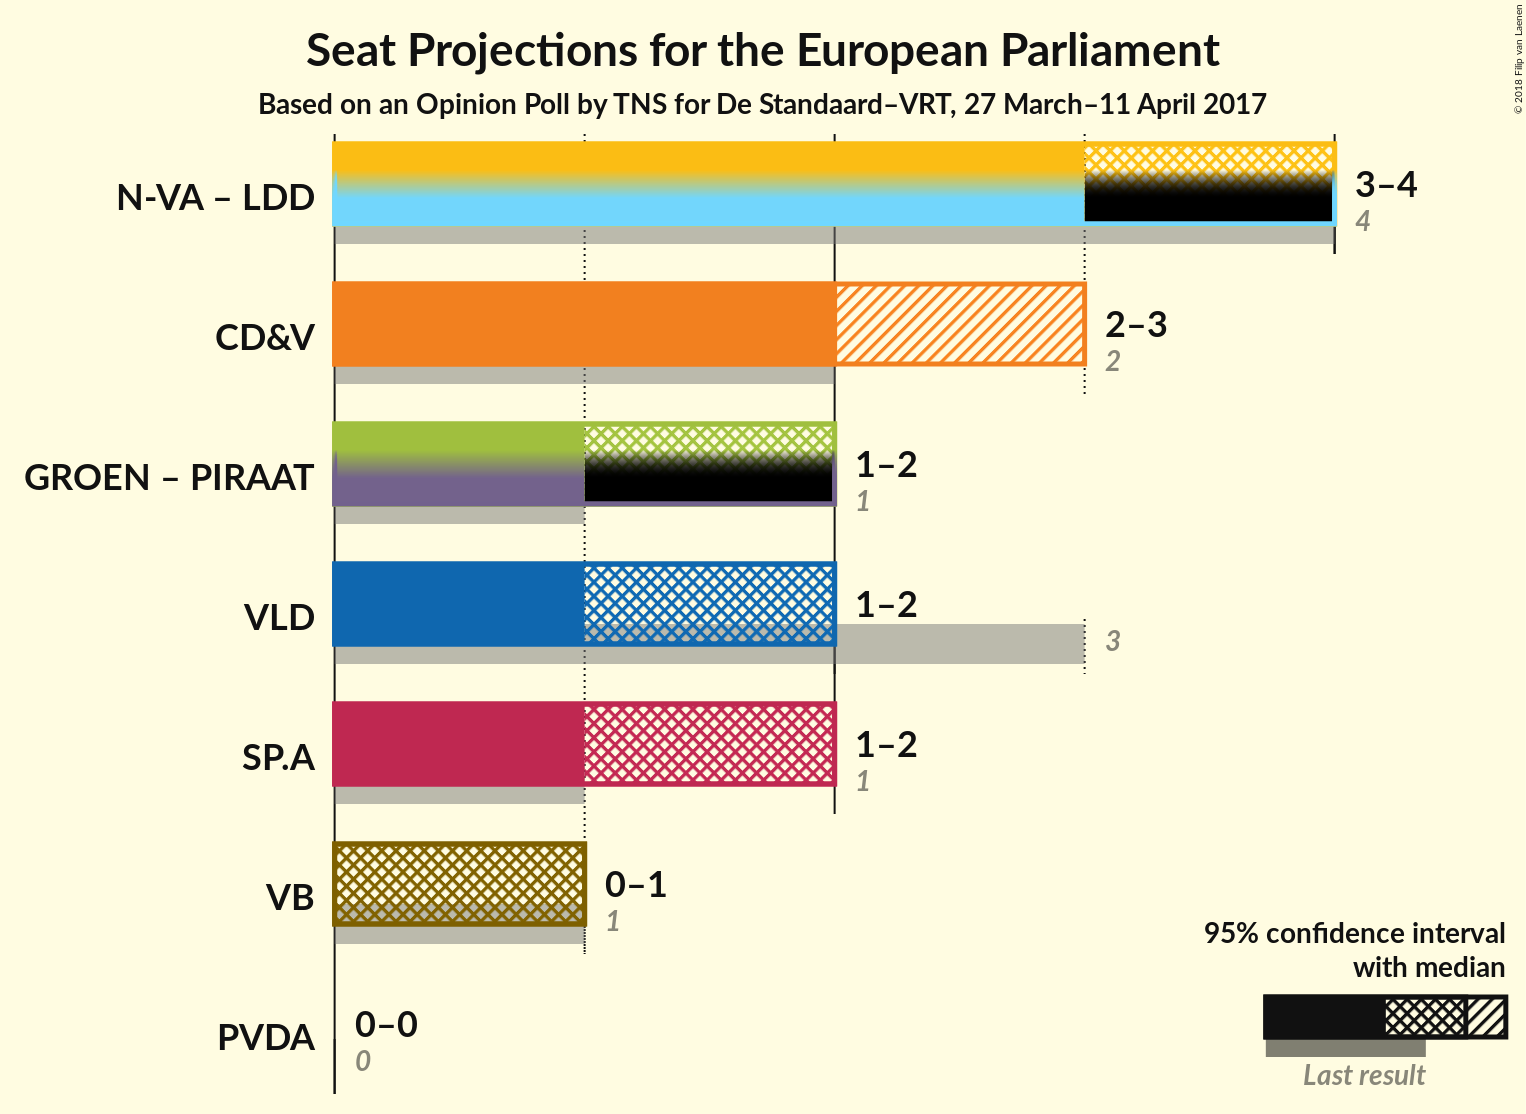 Seat Projections for the European Parliament
Based on an Opinion Poll by TNS for De Standaard–VRT, 27 March–11 April 2017
© 2018 Filip van Laenen
N-VA – LDD
3–4
4
CD&V
2–3
2
GROEN – PIRAAT
1–2
1
VLD
1–2
3
SP.A
1–2
1
VB
0–1
1
PVDA
0–0
0
95% confidence interval
with median
Last result